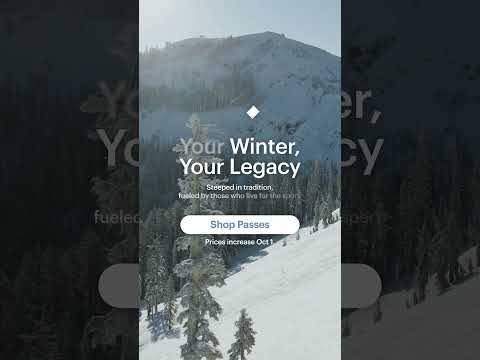 Your Winter,
Your Legacy
Steeped in tradition,
fueled by those who live for the sport.
Shop Passes
Prices increase Oct 1